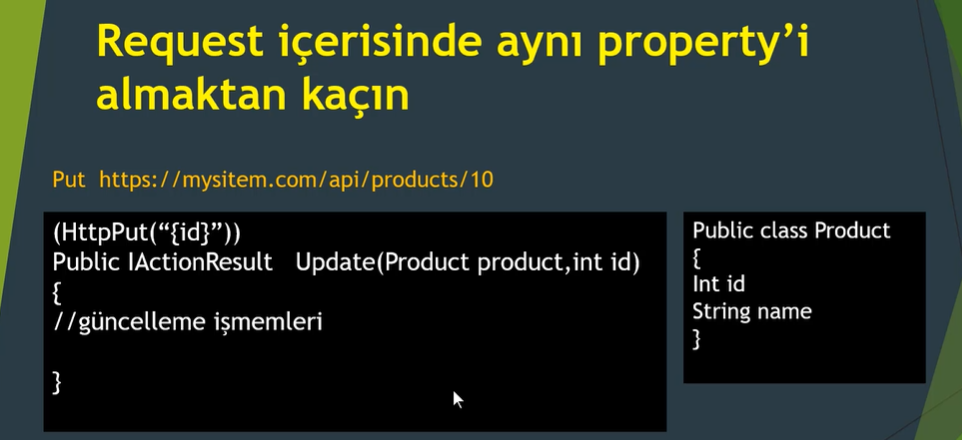 Request içerisinde aynı property’i
almaktan kaçın
Put https://mysitem.com/api/products/10
(HttpPut(“{id}”))
Public IActionResult Update(Product product,int id)
{
//güncelleme işmemleri
}
Public class Product
{
Int id
String name
}